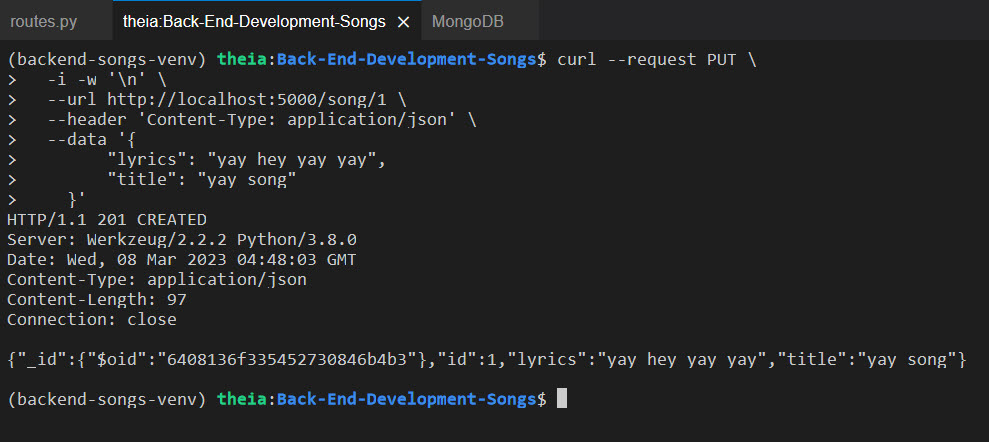 routes.py theia:Back-End-Development-Songs × MongoDB
(backend-songs-venv) theia:Back-End-Development-Songs$ curl --request PUT \
> -i -w '\n' \
> --url http://localhost:5000/song/1 \
> --header 'Content-Type: application/json' \
> --data '{
> "lyrics": "yay hey yay yay",
> "title": "yay song"
> }'
HTTP/1.1 201 CREATED
Server: Werkzeug/2.2.2 Python/3.8.0
Date: Wed, 08 Mar 2023 04:48:03 GMT
Content-Type: application/json
Content-Length: 97
Connection: close
{"_id":{"$oid":"6408136f335452730846b4b3"},"id":1,"lyrics":"yay hey yay yay","title":"yay song"}
(backend-songs-venv) theia:Back-End-Development-Songs$